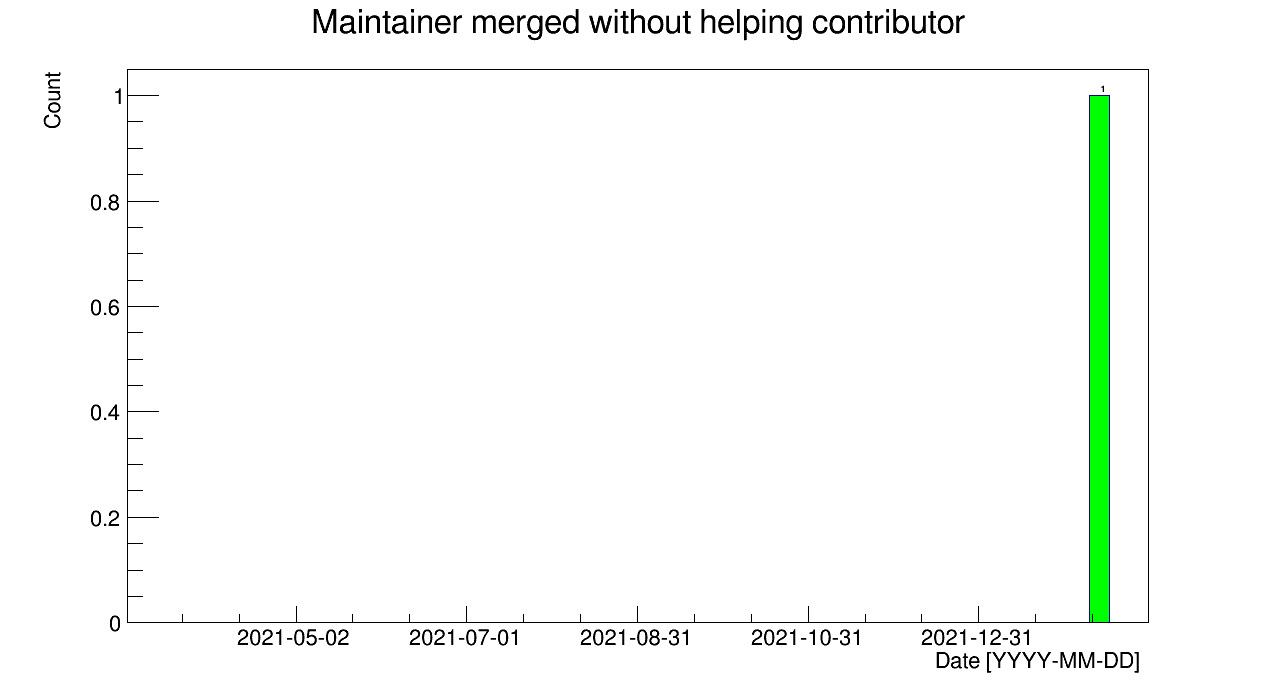 Maintainer merged without helping contributor
Count
1
1
0.8
0.6
0.4
0.2
0
2021-05-02 2021-07-01 2021-08-31 2021-10-31 2021-12-31
Date [YYYY-MM-DD]